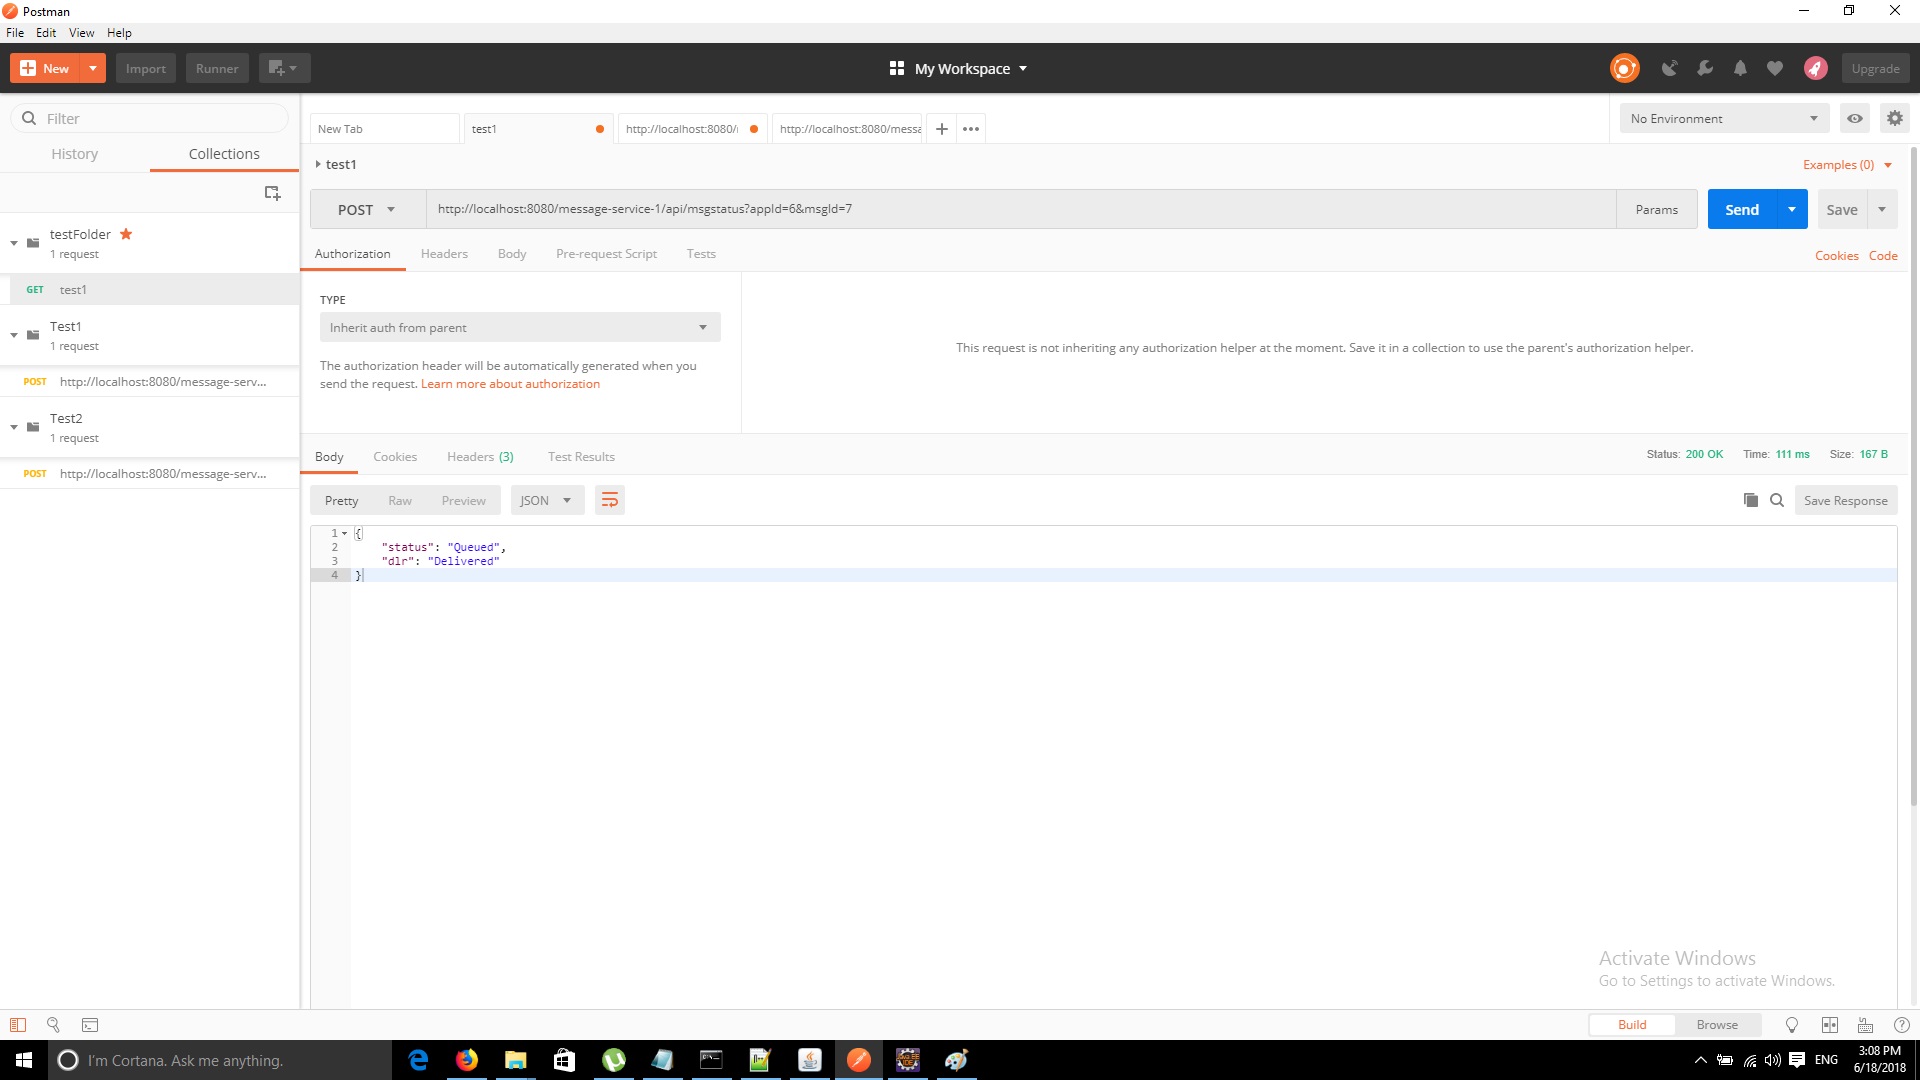 Postman
File Edit View Help
New Import Runner My Workspace Upgrade
Filter
History Collections
testFolder
1 request
GET test1
Test1
1 request
POST http://localhost:8080/message-serv...
Test2
1 request
POST http://localhost:8080/message-serv...
New Tab test1 http://localhost:8080/ http://localhost:8080/messa
No Environment
test1
Examples (0)
POST http://localhost:8080/message-service-1/api/msgstatus?appId=6&msgId=7 Params Send Save
Authorization Headers Body Pre-request Script Tests Cookies Code
TYPE
Inherit auth from parent
The authorization header will be automatically generated when you
send the request. Learn more about authorization
This request is not inheriting any authorization helper at the moment. Save it in a collection to use the parent's authorization helper.
Body Cookies Headers (3) Test Results Status: 200 OK Time: 111 ms Size: 167 B
Pretty Raw Preview JSON Save Response
1 {
2 "status": "Queued",
3 "dlr": "Delivered"
4 }
Activate Windows
Go to Settings to activate Windows.
Build Browse
I'm Cortana. Ask me anything.
ENG
3:08 PM
6/18/2018